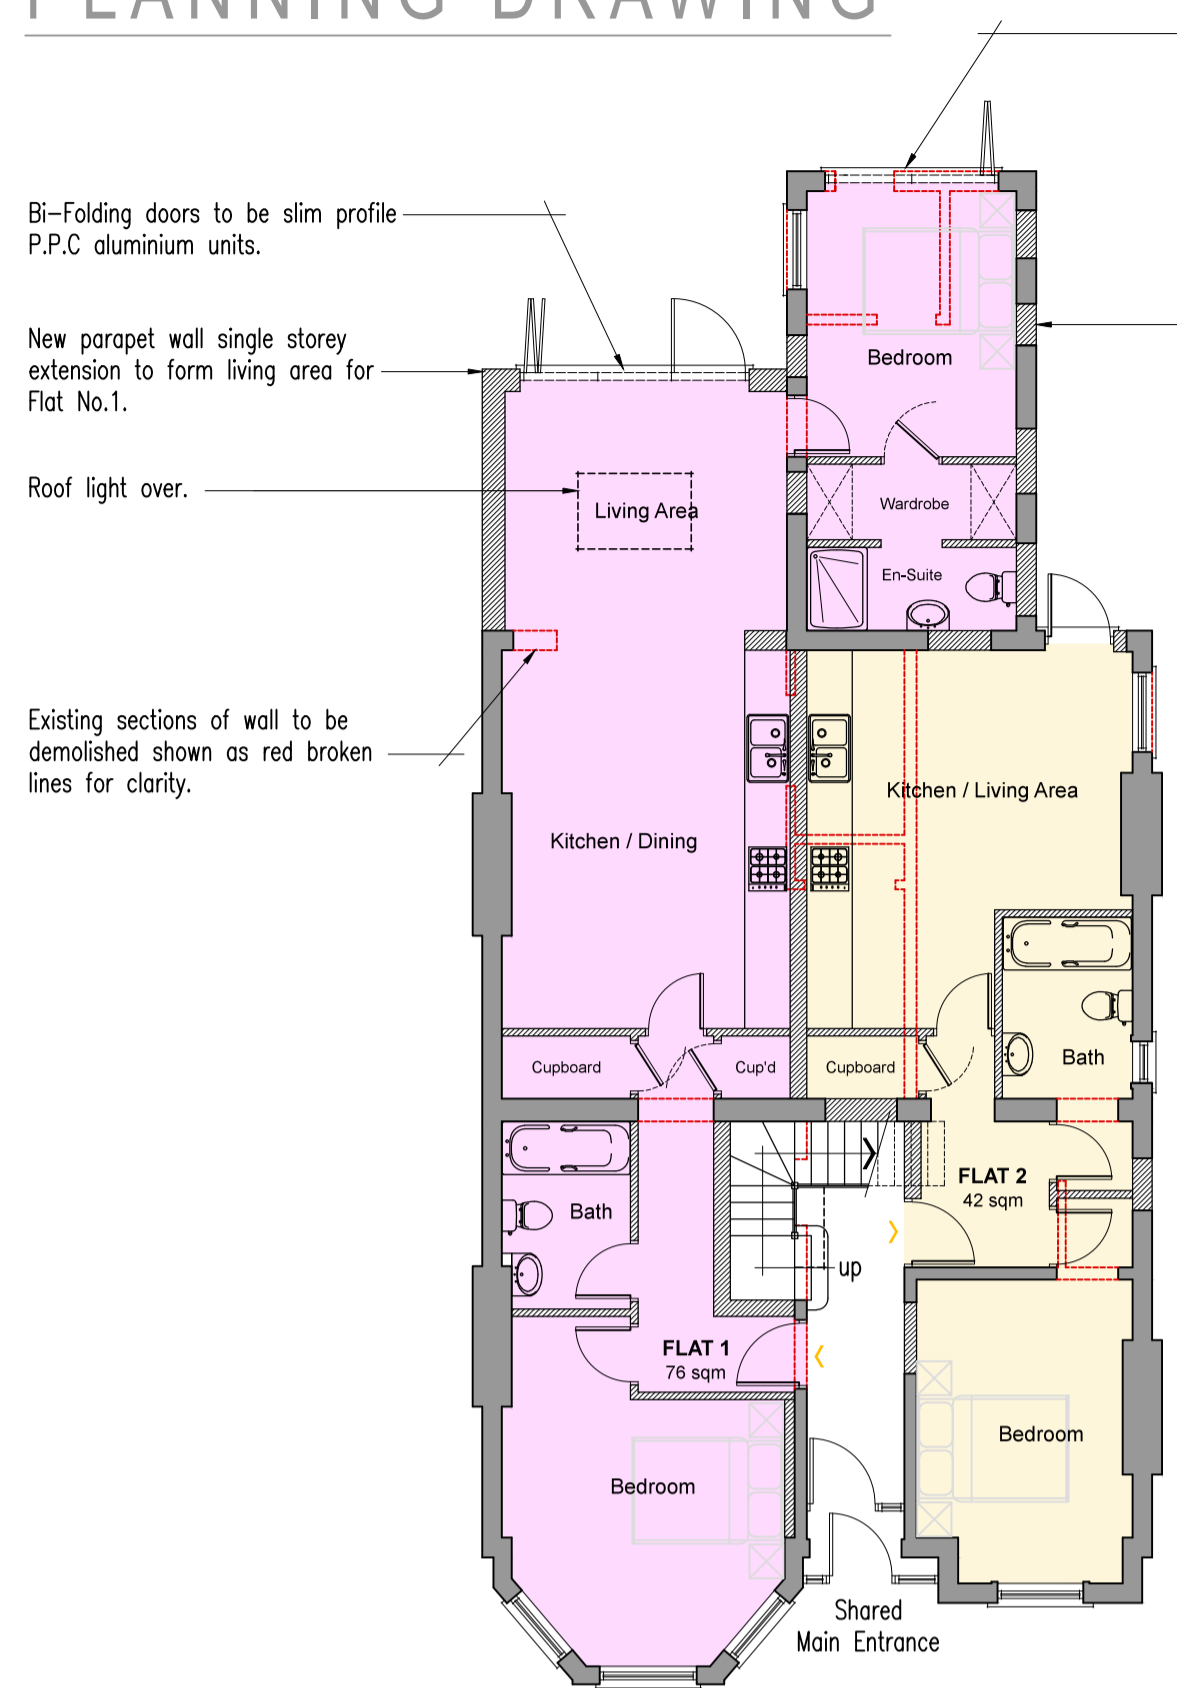 PLANNING DRAWING
Bi-Folding doors to be slim profile
P.P.C aluminium units.
New parapet wall single storey
extension to form living area for
Flat No.1.
Roof light over.
Existing sections of wall to be
demolished shown as red broken
lines for clarity.
Bedroom
Wardrobe
En-Suite
Living Area
Kitchen / Dining
Kitchen / Living Area
Cupboard
Cup'd
Cupboard
Bath
Bath
FLAT 2
42 sqm
up
FLAT 1
76 sqm
Bedroom
Bedroom
Shared
Main Entrance